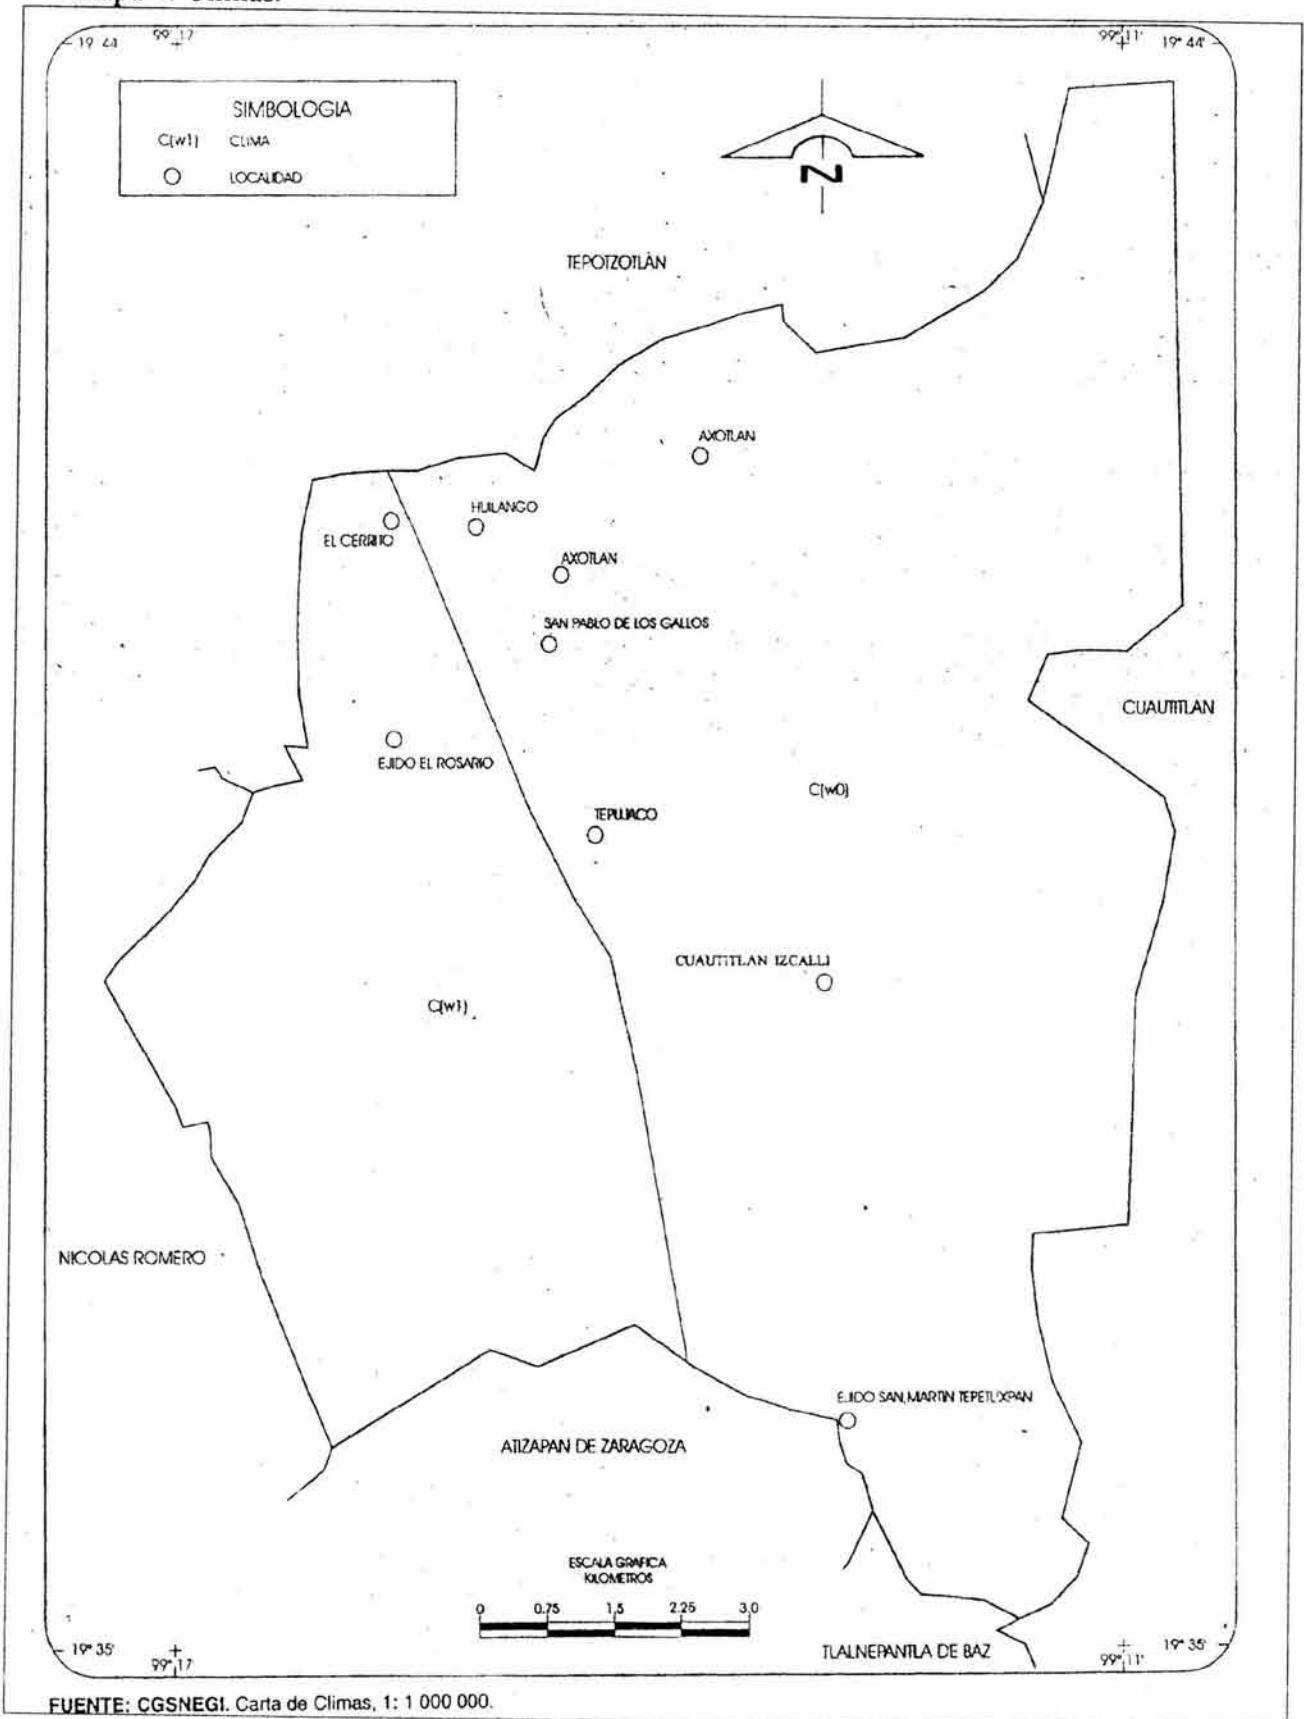 19° 44'
99° 17'
99° 11'
19° 44'
SIMBOLOGIA
C(w1) CLIMA
LOCALIDAD
N
TEPOTZOTLÀN
AXOTLAN
HUILANGO
EL CERRITO
AXOTLAN
SAN PABLO DE LOS GALLOS
CUAUTITLAN
EJIDO EL ROSARIO
C(w0)
TEPUJACO
CUAUTITLAN IZCALLI
C(w1)
NICOLAS ROMERO
EJIDO SAN MARTIN TEPETLIXPAN
ATIZAPAN DE ZARAGOZA
ESCALA GRAFICA
KILOMETROS
0 0.75 1.5 2.25 3.0
19° 35'
99° 17'
TLALNEPANTLA DE BAZ
99° 11'
19° 35'
FUENTE: CGSNEGI. Carta de Climas, 1: 1 000 000.